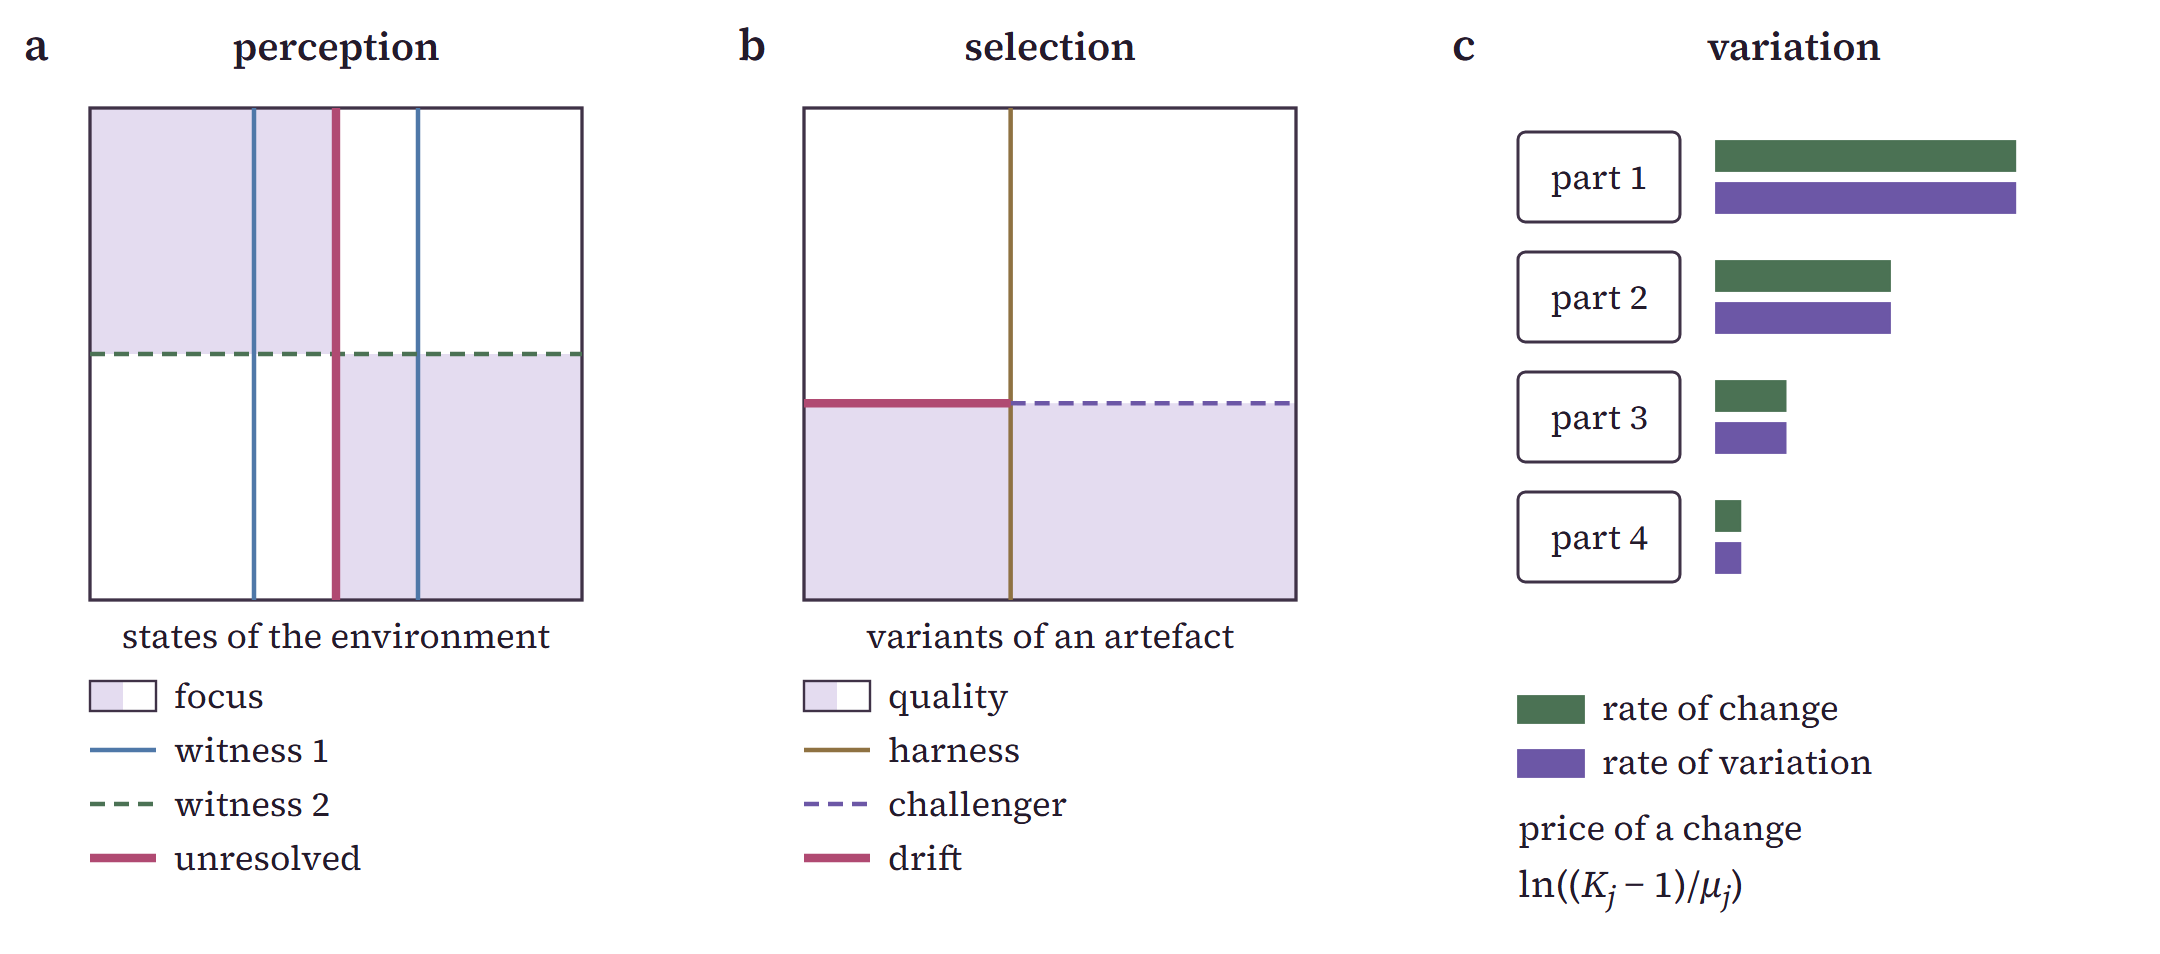 a
perception
states of the environment
focus
witness 1
witness 2
unresolved
b
selection
variants of an artefact
quality
harness
challenger
drift
c
variation
part 1
part 2
part 3
part 4
rate of change
rate of variation
price of a change
ln((Kj − 1)/μj)